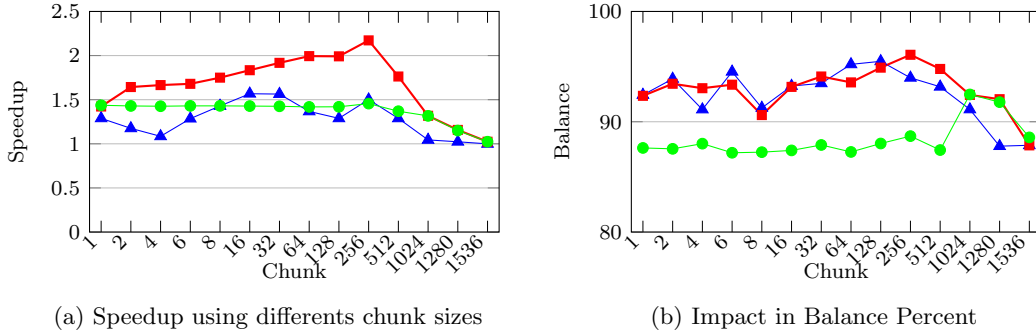 2.5
2
1.5
1
0.5
0
Speedup
1 2 4 6 8 16 32 64 128 256 512 1024 1280 1536
Chunk
(a) Speedup using differents chunk sizes
100
90
80
Balance
1 2 4 6 8 16 32 64 128 256 512 1024 1280 1536
Chunk
(b) Impact in Balance Percent